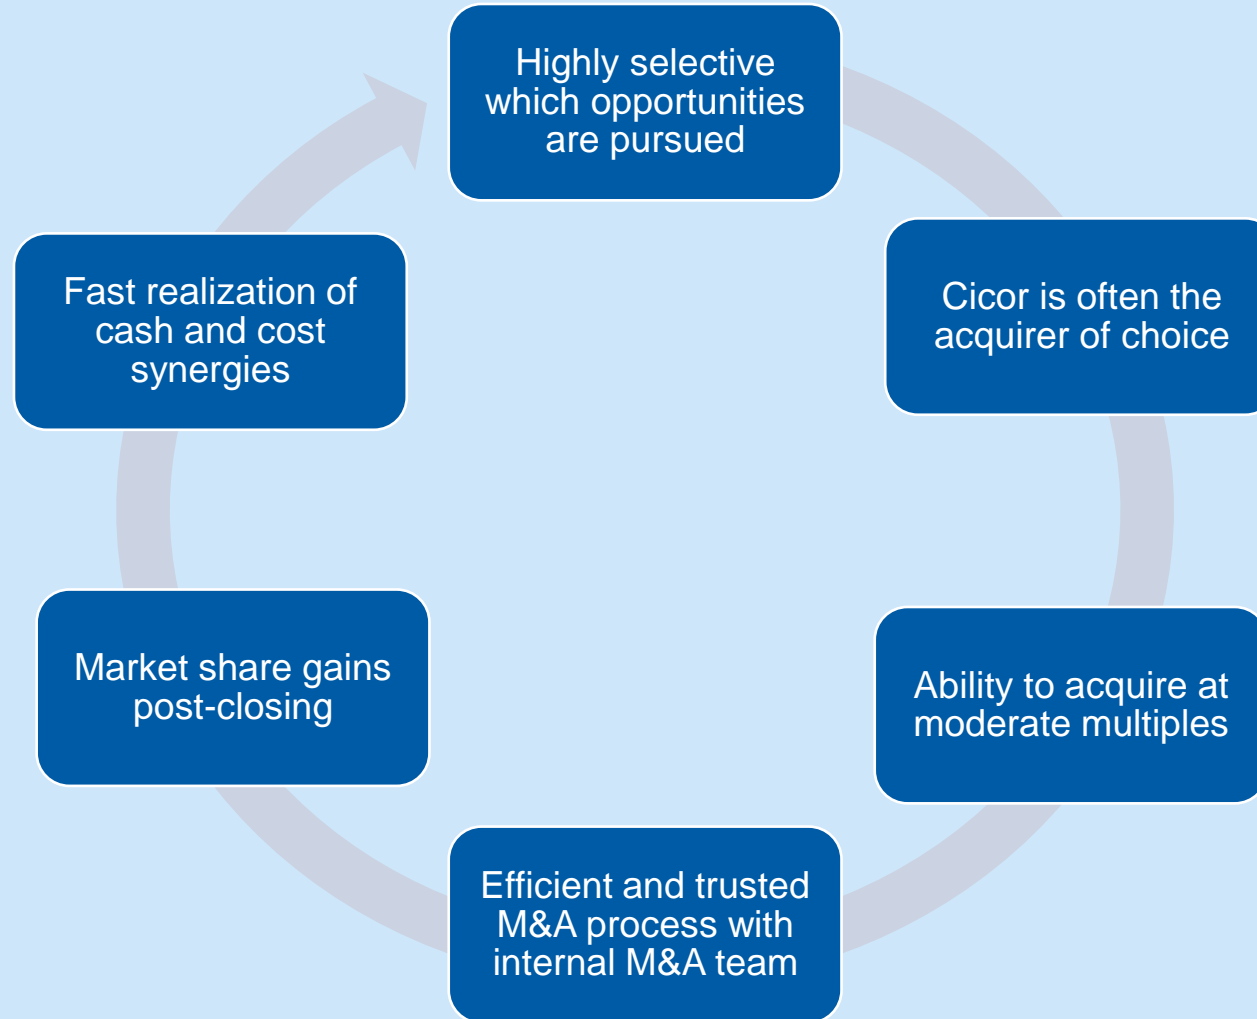 Highly selective
which opportunities
are pursued
Cicor is often the
acquirer of choice
Ability to acquire at
moderate multiples
Efficient and trusted
M&A process with
internal M&A team
Market share gains
post-closing
Fast realization of
cash and cost
synergies